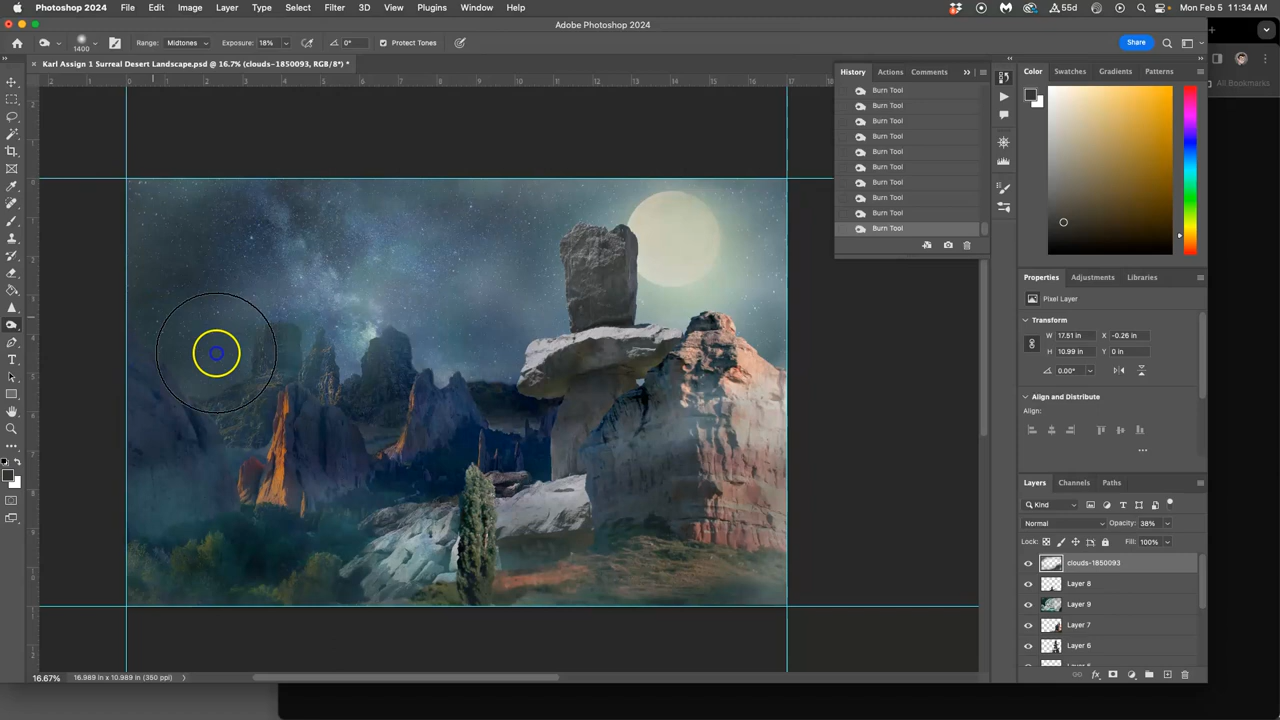 Photoshop File Edit Image Layer Type Select Filter 3D View Plugins Window Help 55d Mon Feb 5 11:34 AM
Adobe Photoshop 2024
1400 Range: Midtones Exposure: 18% 0° Protect Tones Share
Karl Assign 1 Surreal Desert Landscape.psd @ 16.7% (clouds-1850093, RGB/8*) *
All Bookmarks
History Actions Comments
Color Swatches Gradients Patterns
Burn Tool
Burn Tool
Burn Tool
Burn Tool
Burn Tool
Burn Tool
Burn Tool
Burn Tool
Burn Tool
Burn Tool
Properties Adjustments Libraries
Pixel Layer
Transform
W 17.51 in X -0.26 in
H 10.99 in Y 0 in
0.00°
Align and Distribute
Align:
Layers Channels Paths
Kind
Normal Opacity: 38%
Lock: Fill: 100%
clouds-1850093
Layer 8
Layer 9
Layer 7
Layer 6
16.67% 16.989 in x 10.989 in (350 ppi)